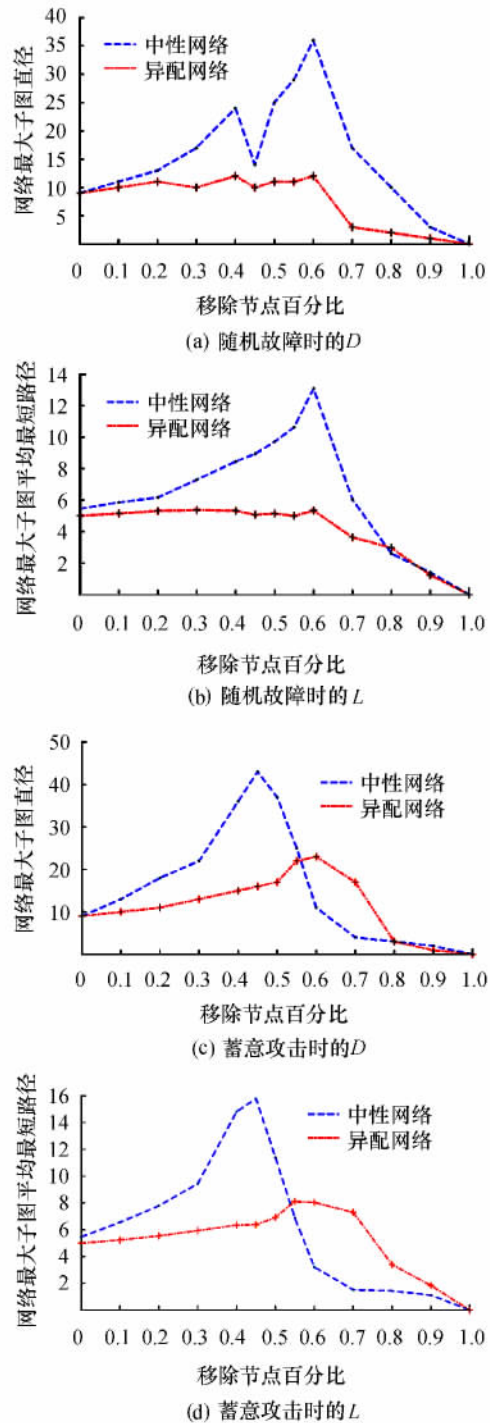 40
35
30
25
20
15
10
5
中性网络
异配网络
网络最大子图直径
0 0.1 0.2 0.3 0.4 0.5 0.6 0.7 0.8 0.9 1.0
移除节点百分比
(a) 随机故障时的D
14
12
10
8
6
4
2
中性网络
异配网络
网络最大子图平均最短路径
0 0.1 0.2 0.3 0.4 0.5 0.6 0.7 0.8 0.9 1.0
移除节点百分比
(b) 随机故障时的L
50
40
30
20
10
中性网络
异配网络
网络最大子图直径
0 0.1 0.2 0.3 0.4 0.5 0.6 0.7 0.8 0.9 1.0
移除节点百分比
(c) 蓄意攻击时的D
16
14
12
10
8
6
4
2
中性网络
异配网络
网络最大子图平均最短路径
0 0.1 0.2 0.3 0.4 0.5 0.6 0.7 0.8 0.9 1.0
移除节点百分比
(d) 蓄意攻击时的L